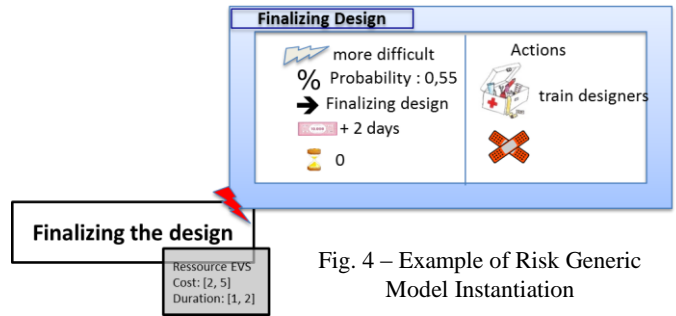 Finalizing Design
more difficult
% Probability : 0,55
Finalizing design
+ 2 days
0
Actions
train designers
Finalizing the design
Ressource EVS
Cost: [2, 5]
Duration: [1, 2]
Fig. 4 – Example of Risk Generic
Model Instantiation